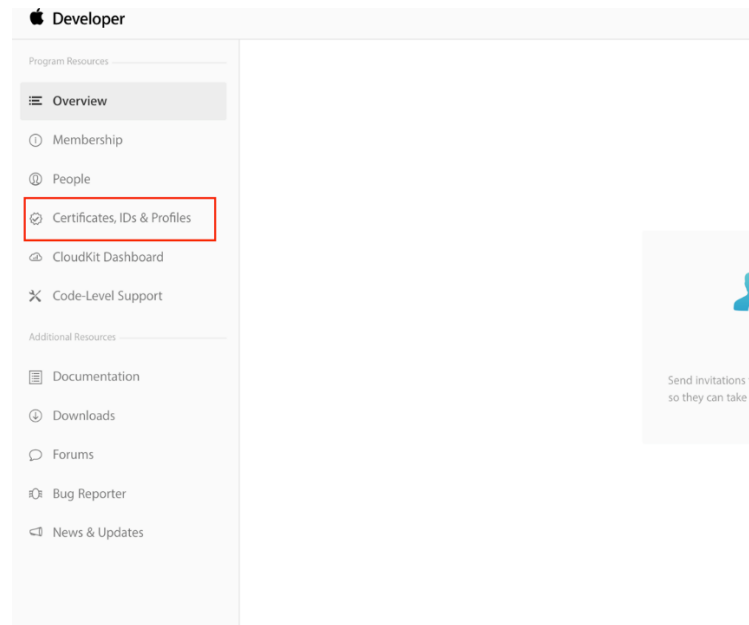 Developer
Program Resources
Overview
Membership
People
Certificates, IDs & Profiles
CloudKit Dashboard
Code-Level Support
Additional Resources
Documentation
Downloads
Forums
Bug Reporter
News & Updates
Send invitations
so they can take